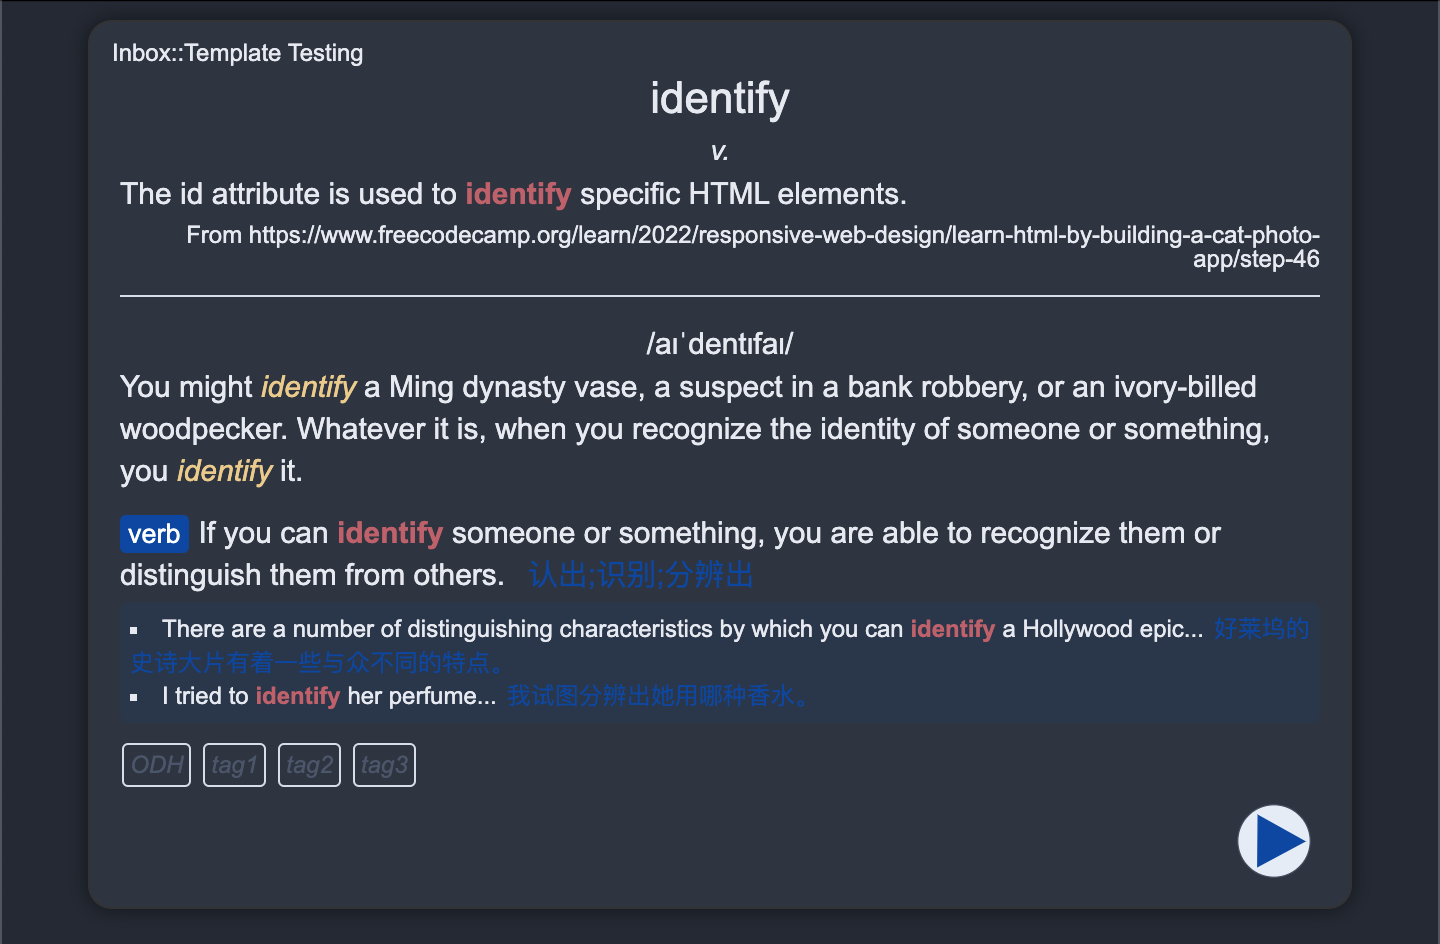 Inbox::Template Testing
identify
v.
The id attribute is used to identify specific HTML elements.
From https://www.freecodecamp.org/learn/2022/responsive-web-design/learn-html-by-building-a-cat-photo-
app/step-46
/aɪˈdentɪfaɪ/
You might identify a Ming dynasty vase, a suspect in a bank robbery, or an ivory-billed
woodpecker. Whatever it is, when you recognize the identity of someone or something,
you identify it.
verb If you can identify someone or something, you are able to recognize them or
distinguish them from others. 认出;识别;分辨出
▪ There are a number of distinguishing characteristics by which you can identify a Hollywood epic... 好莱坞的
史诗大片有着一些与众不同的特点。
▪ I tried to identify her perfume... 我试图分辨出她用哪种香水。
ODH tag1 tag2 tag3